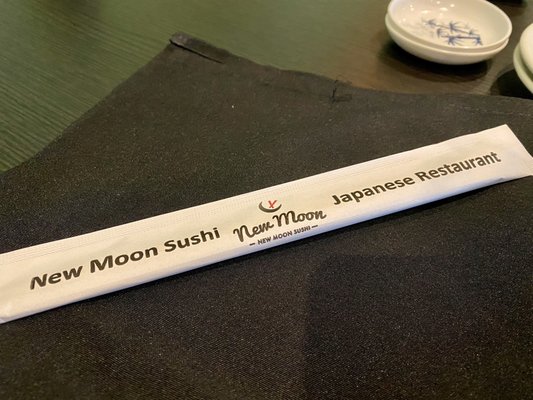 New Moon Sushi
New Moon
- NEW MOON SUSHI -
Japanese Restaurant